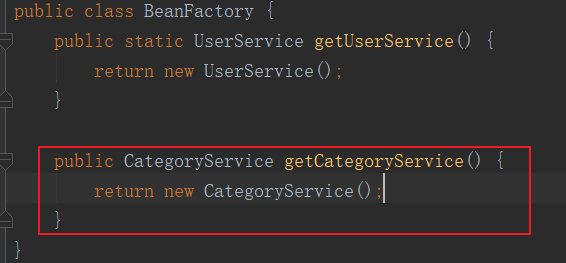 public class BeanFactory {
    public static UserService getUserService() {
        return new UserService();
    }
    public CategoryService getCategoryService() {
        return new CategoryService();
    }
}